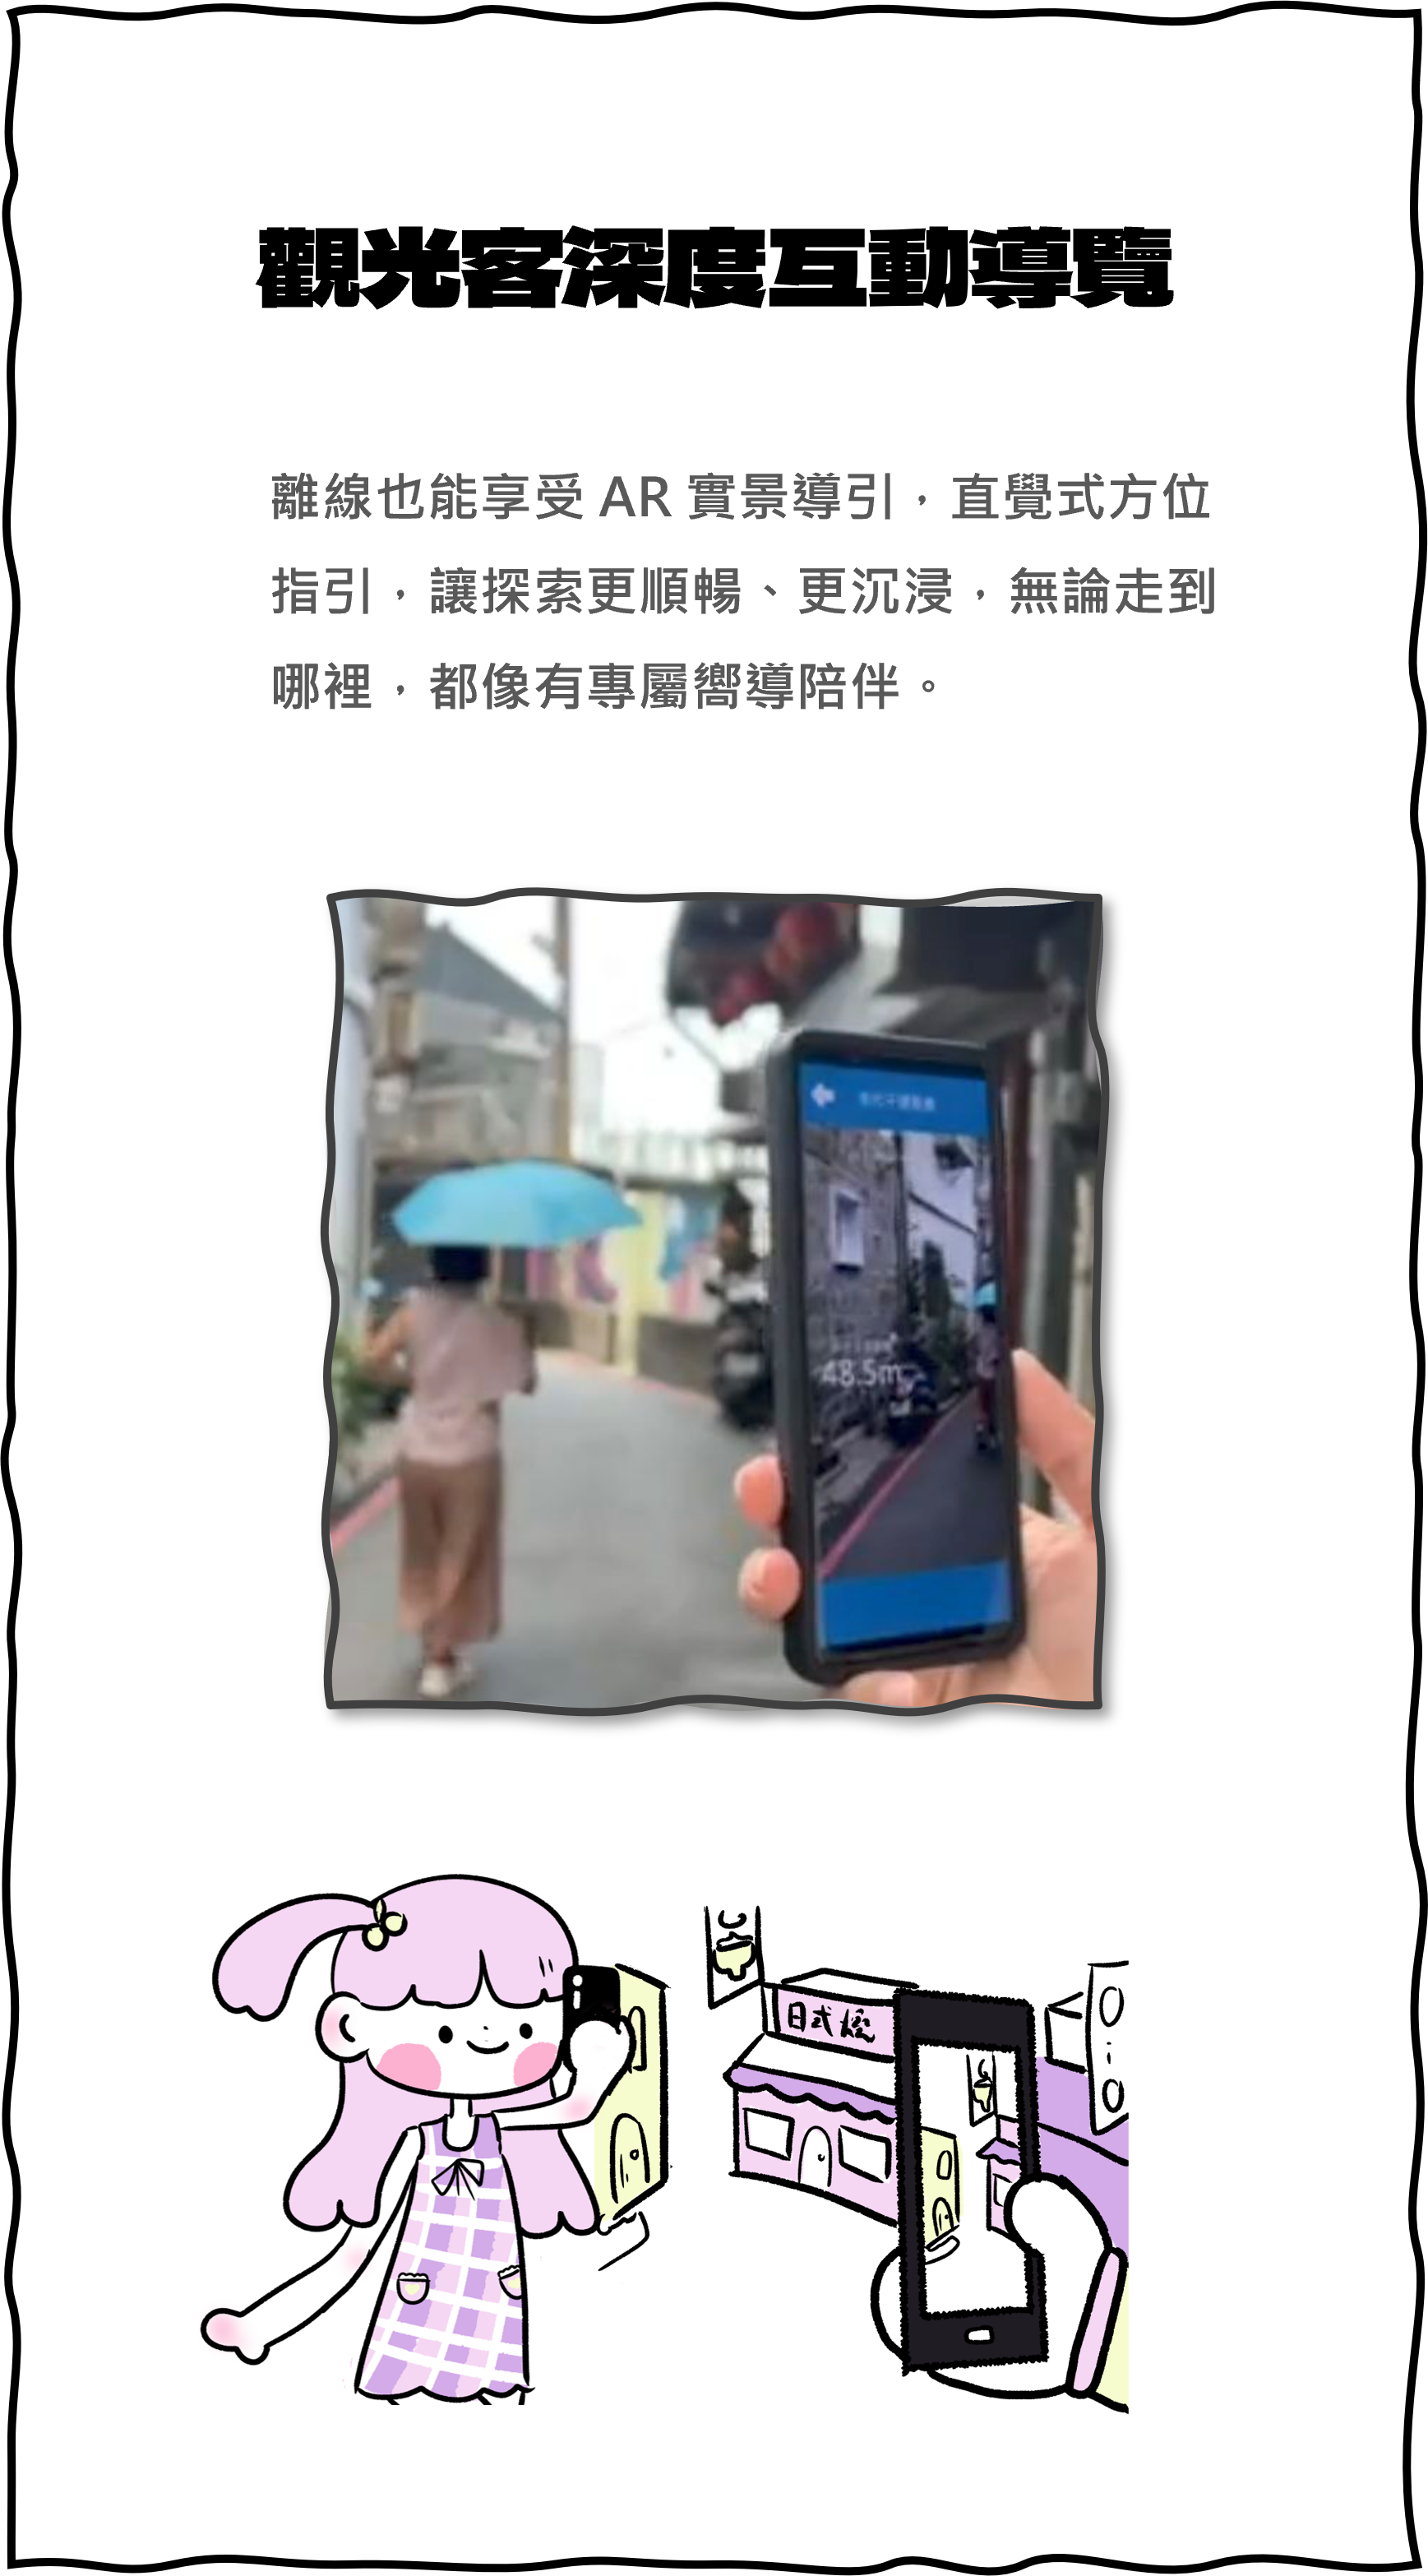 觀光客深度互動導覽
離線也能享受 AR 實景導引，直覺式方位
指引，讓探索更順暢、更沉浸，無論走到
哪裡，都像有專屬嚮導陪伴。
48.5m
日式燒